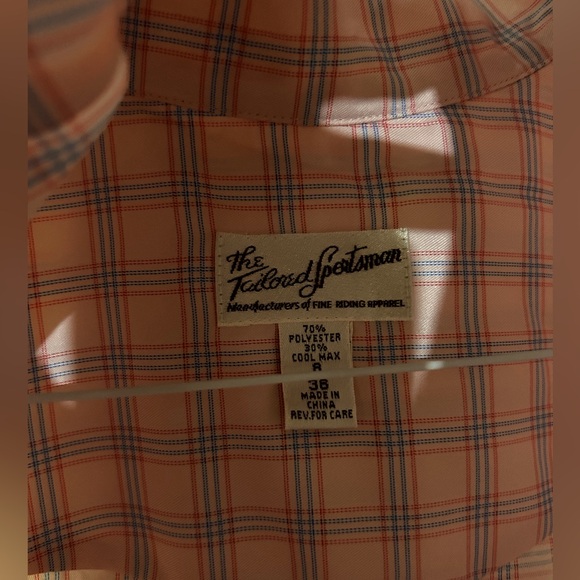 The
Tailored Sportsman
Manufacturers of FINE RIDING APPAREL
70%
POLYESTER
30%
COOL MAX
8
36
MADE IN
CHINA
REV. FOR CARE